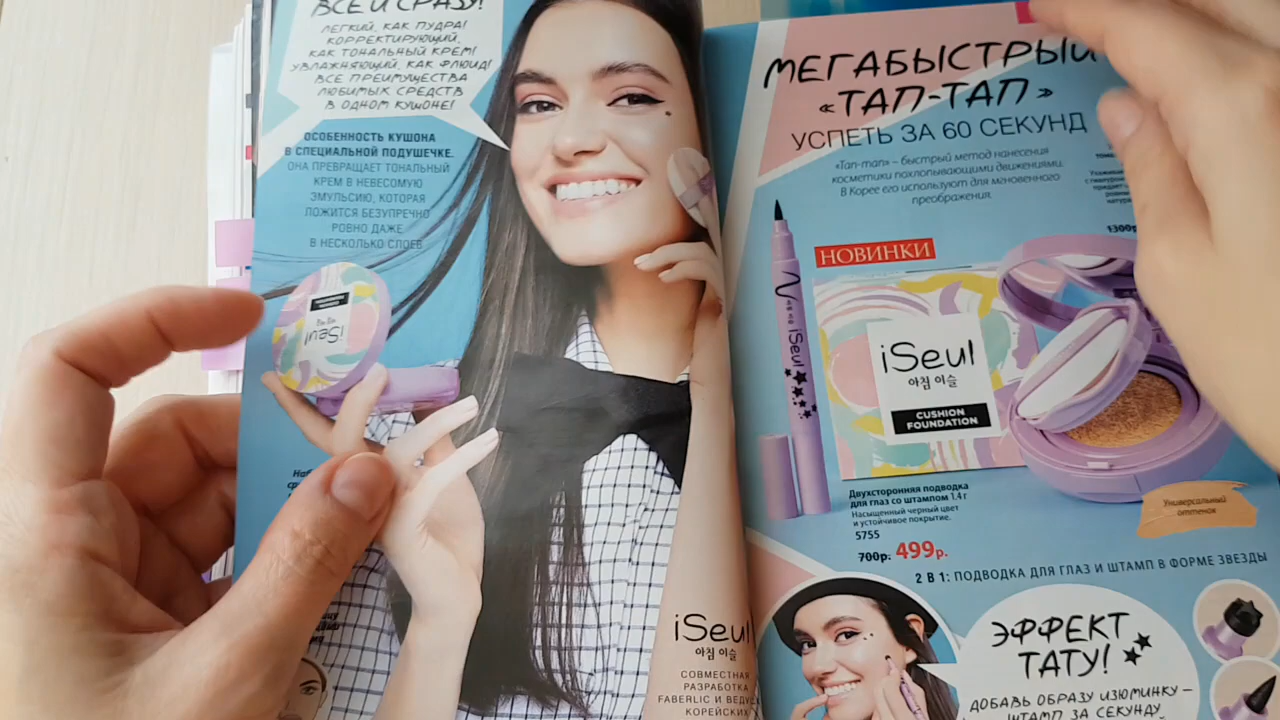 ВСЁ И СРАЗУ!
ЛЕГКИЙ, КАК ПУДРА!
КОРРЕКТИРУЮЩИЙ,
КАК ТОНАЛЬНЫЙ КРЕМ!
УВЛАЖНЯЮЩИЙ, КАК ФЛЮИД!
ВСЕ ПРЕИМУЩЕСТВА
ЛЮБИМЫХ СРЕДСТВ
В ОДНОМ КУШОНЕ!
ОСОБЕННОСТЬ КУШОНА
В СПЕЦИАЛЬНОЙ ПОДУШЕЧКЕ.
ОНА ПРЕВРАЩАЕТ ТОНАЛЬНЫЙ
КРЕМ В НЕВЕСОМУЮ
ЭМУЛЬСИЮ, КОТОРАЯ
ЛОЖИТСЯ БЕЗУПРЕЧНО
РОВНО ДАЖЕ
В НЕСКОЛЬКО СЛОЕВ
iSeul
iSeul
아침 이슬
СОВМЕСТНАЯ
РАЗРАБОТКА
FABERLIC И
КОРЕЙСКИХ
МЕГАБЫСТРЫЙ
«ТАП-ТАП»
УСПЕТЬ ЗА 60 СЕКУНД
«Тап-тап» – быстрый метод нанесения
косметики похлопывающими движениями.
В Корее его используют для мгновенного
преображения.
1300р
НОВИНКИ
iSeul
iSeul
아침 이슬
CUSHION
FOUNDATION
Универсальный
оттенок
Двухсторонняя подводка
для глаз со штампом 1.4 г
Насыщенный черный цвет
и устойчивое покрытие.
5755
700р. 499р.
2 В 1: ПОДВОДКА ДЛЯ ГЛАЗ И ШТАМП В ФОРМЕ ЗВЕЗДЫ
ЭФФЕКТ
ТАТУ!
ДОБАВЬ ОБРАЗУ ИЗЮМИНКУ –
ШТАМП ЗА СЕКУНДУ